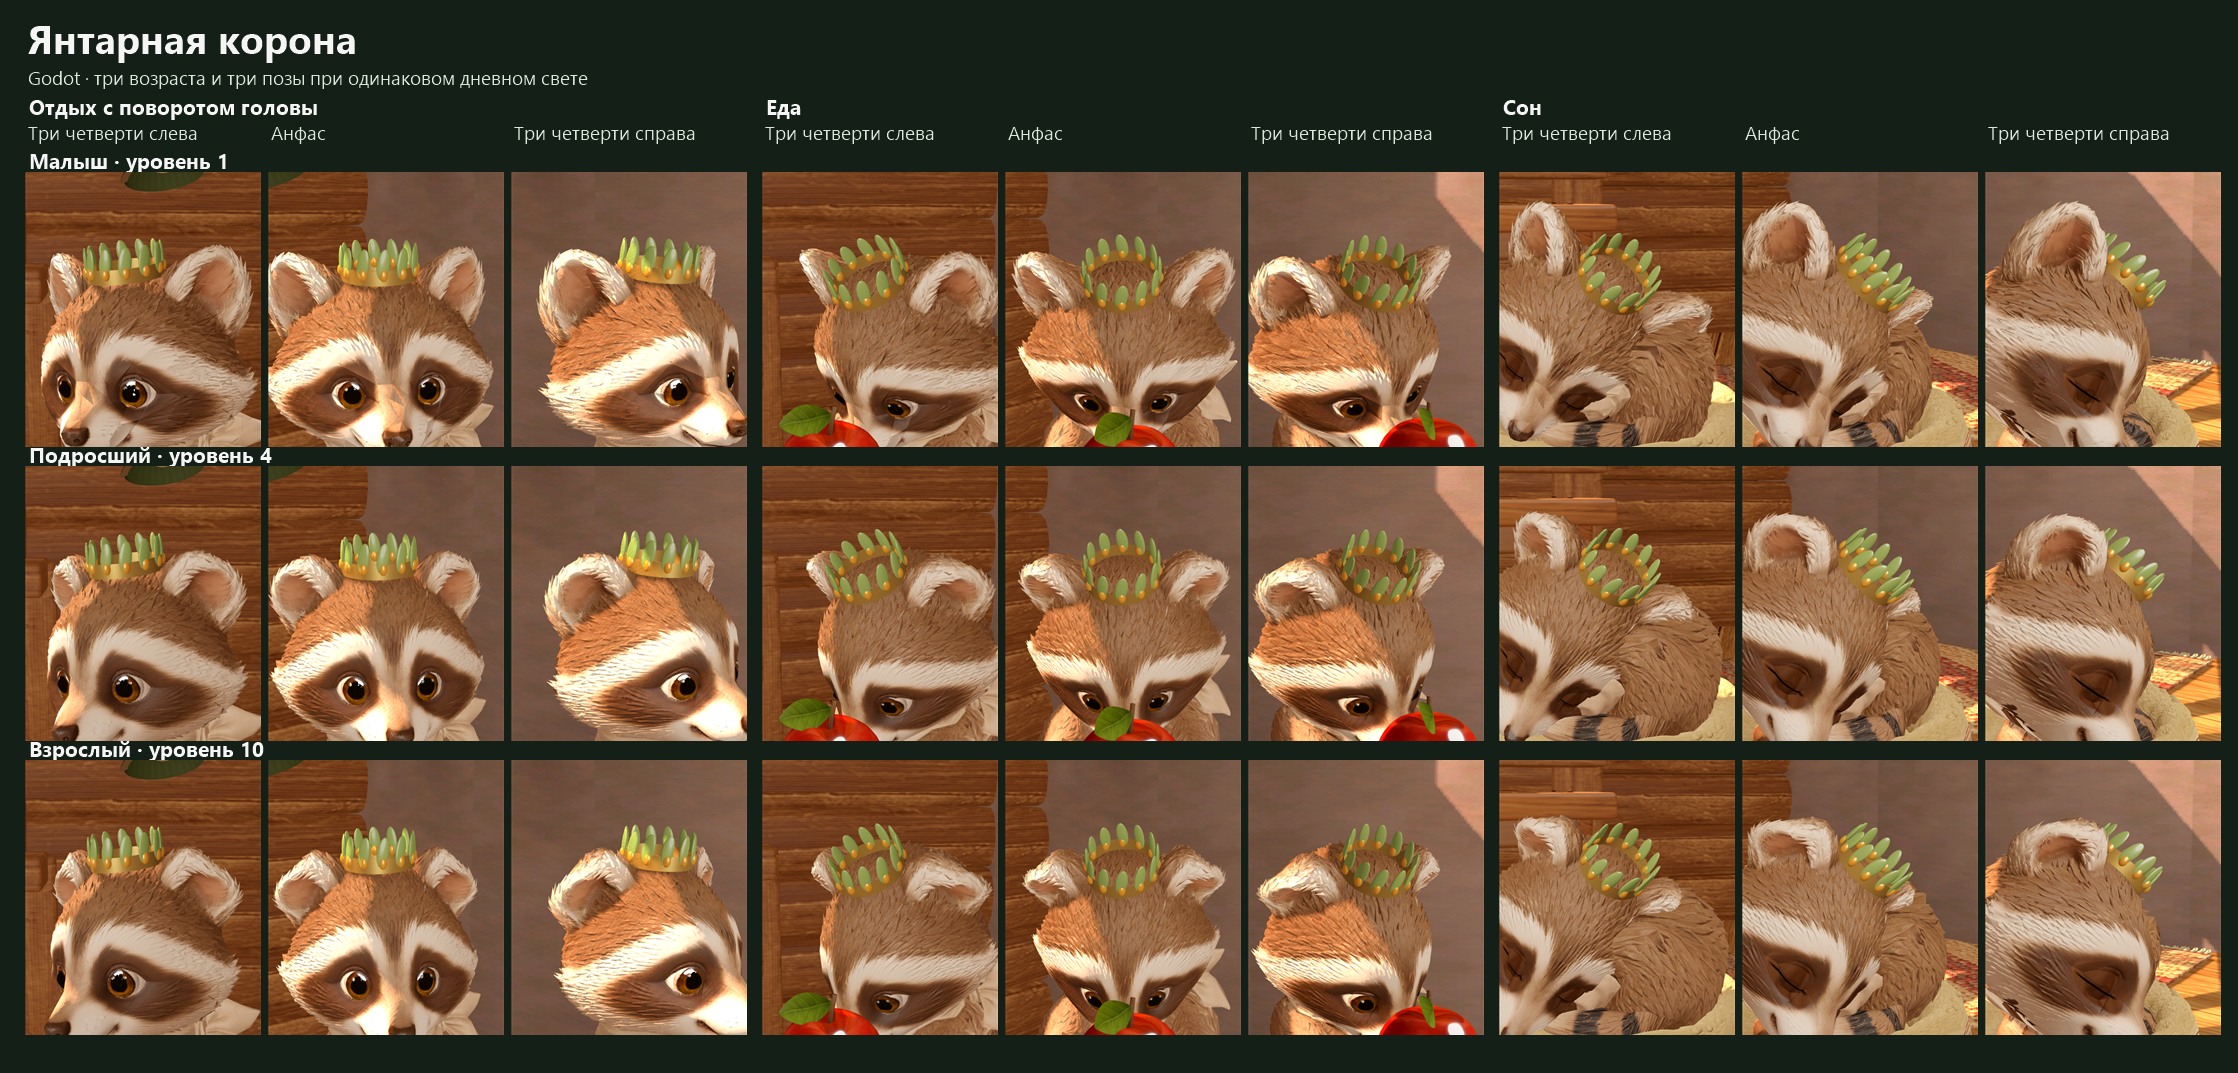 Янтарная корона
Godot · три возраста и три позы при одинаковом дневном свете
Отдых с поворотом головы
Еда
Сон
Три четверти слева
Анфас
Три четверти справа
Три четверти слева
Анфас
Три четверти справа
Три четверти слева
Анфас
Три четверти справа
Малыш · уровень 1
Подросший · уровень 4
Взрослый · уровень 10